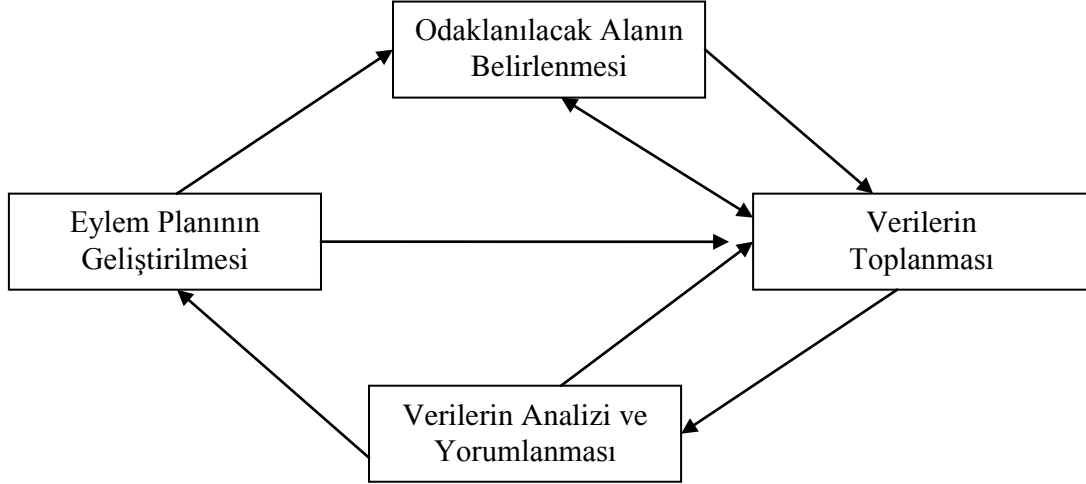 Odaklanılacak Alanın
Belirlenmesi
Eylem Planının
Geliştirilmesi
Verilerin
Toplanması
Verilerin Analizi ve
Yorumlanması